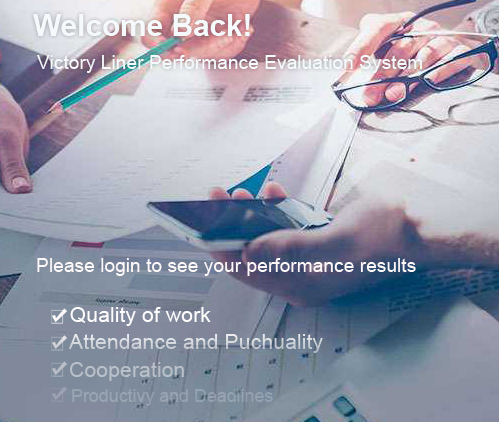 Welcome Back!
Victory Liner Performance Evaluation System
Please login to see your performance results
Quality of work
Attendance and Puchuality
Cooperation
Productivy and Deadlines